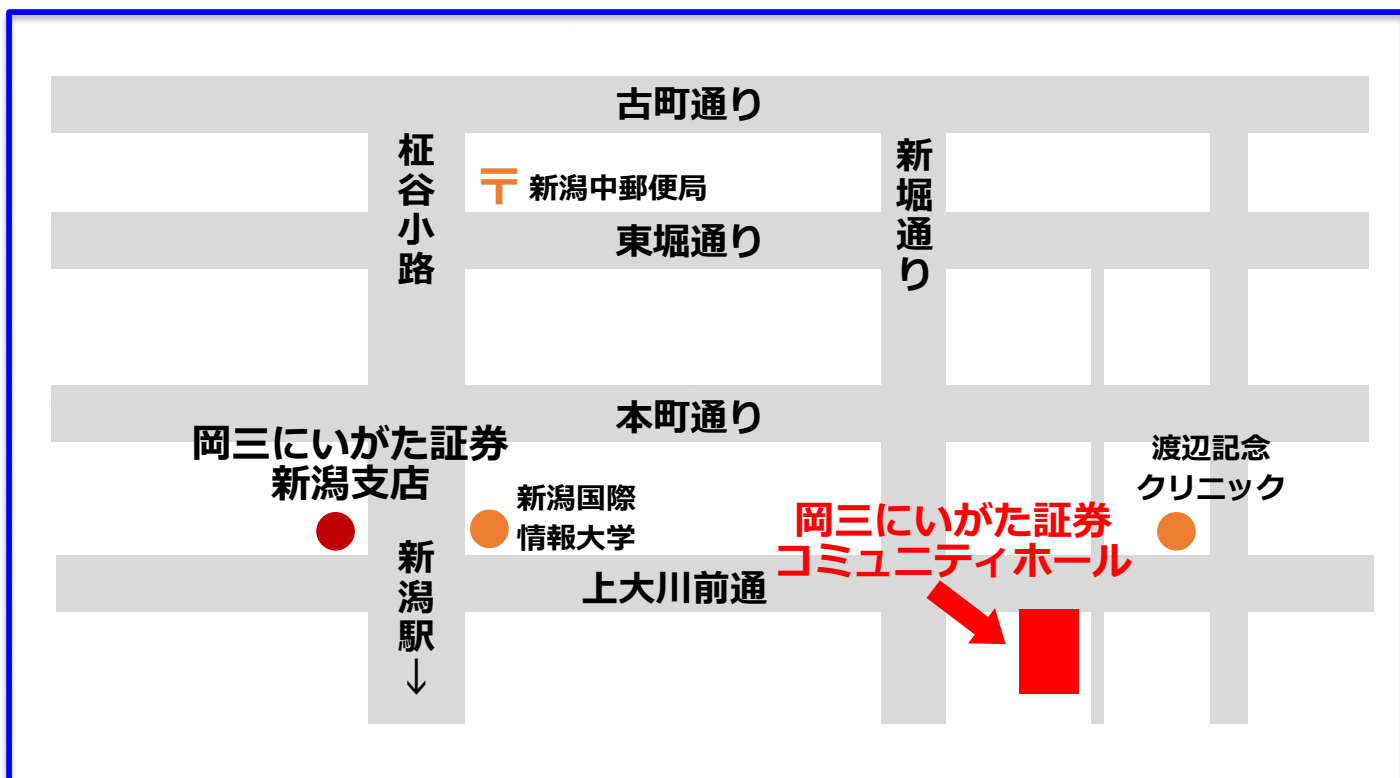 古町通り
柾谷小路
新堀通り
〒 新潟中郵便局
東堀通り
本町通り
岡三にいがた証券
新潟支店
渡辺記念
クリニック
新潟国際
情報大学
岡三にいがた証券
コミュニティホール
新潟駅↓
上大川前通